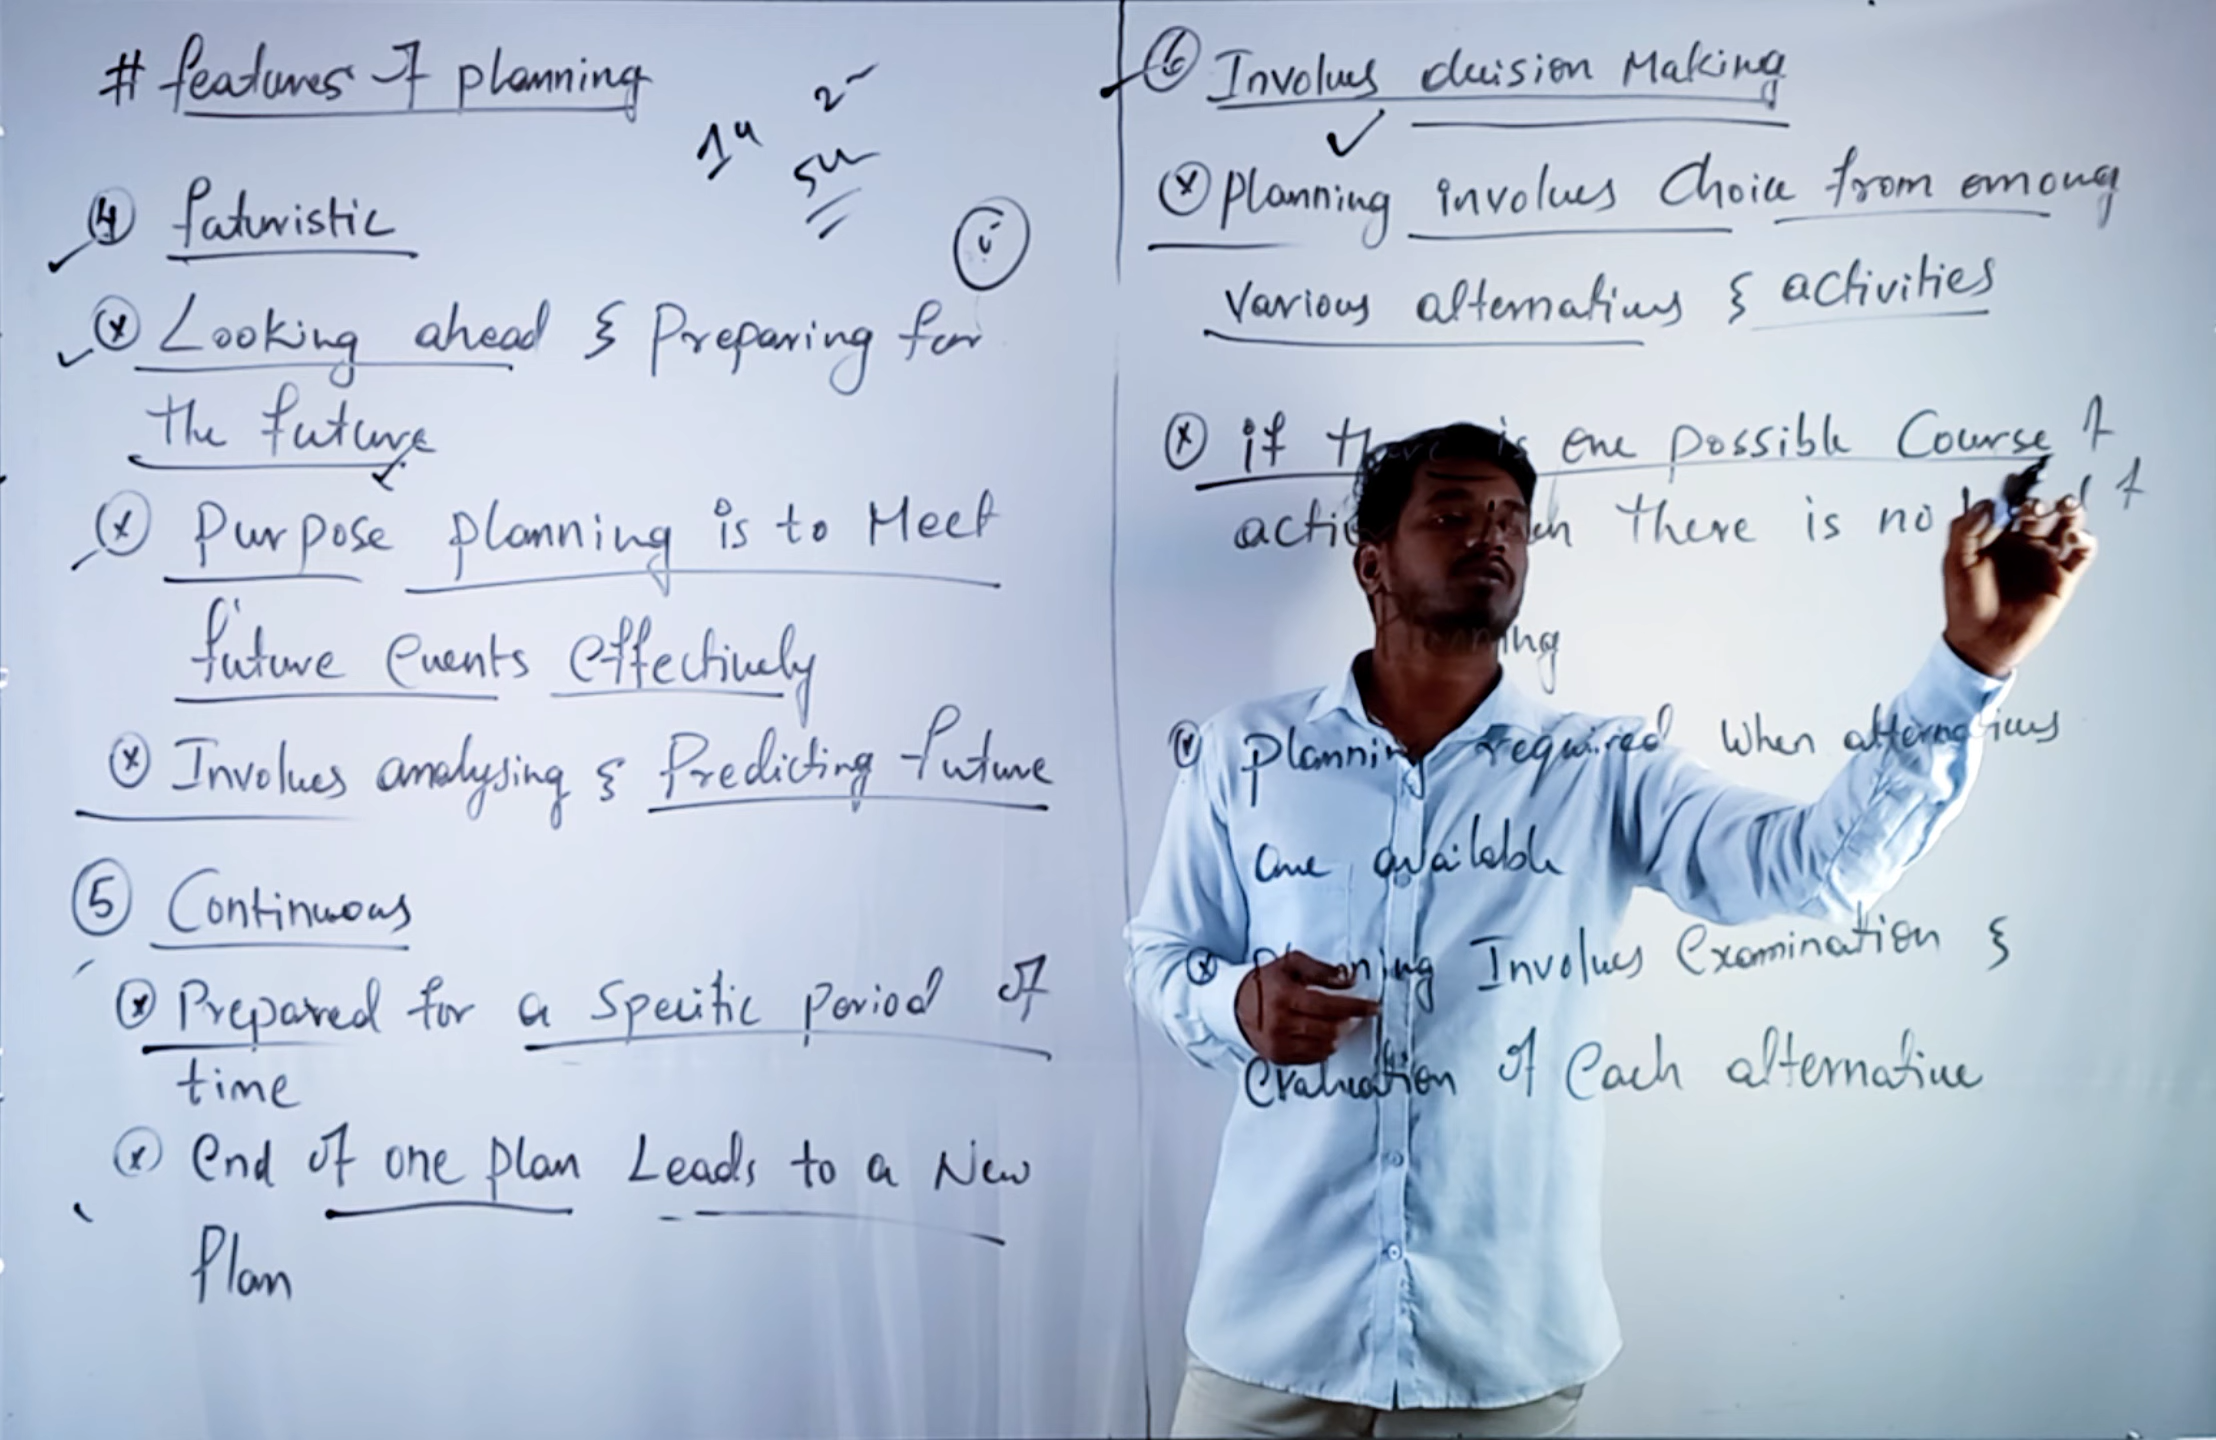 # features of planning
1M
2
5M
④ futuristic
ⓧ Looking ahead & Preparing for
the future
ⓧ Purpose planning is to Meet
future events effectively
ⓧ Involves analysing & Predicting future
⑤ Continuous
ⓧ Prepared for a Specific period of
time
ⓧ End of one plan Leads to a New
Plan
⑥ Involves decision Making
ⓧ planning involves Choice from among
various alternatives & activities
ⓧ if there is one possible Course of
action then there is no need of
planning
ⓧ planning required when alternatives
are available
ⓧ planning Involves examination &
evaluation of each alternative